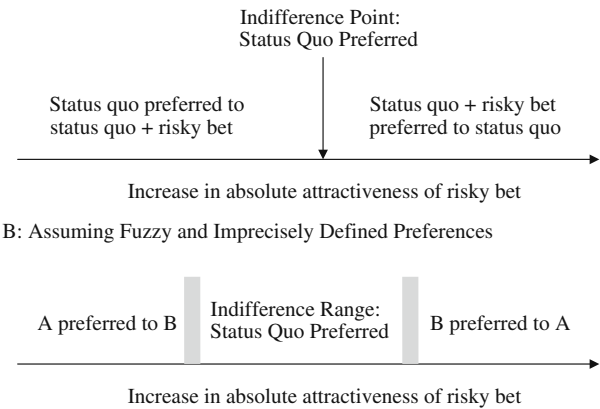 Indifference Point:
Status Quo Preferred
Status quo preferred to
status quo + risky bet
Status quo + risky bet
preferred to status quo
Increase in absolute attractiveness of risky bet
B: Assuming Fuzzy and Imprecisely Defined Preferences
A preferred to B
Indifference Range:
Status Quo Preferred
B preferred to A
Increase in absolute attractiveness of risky bet